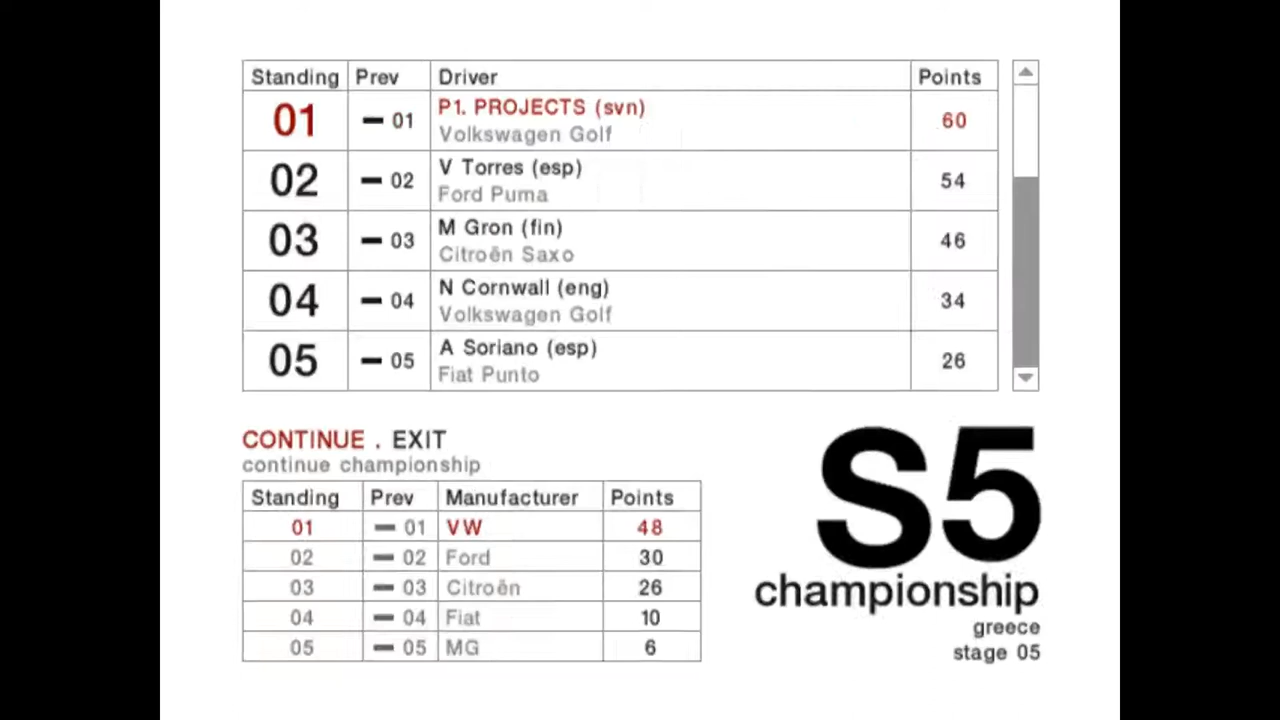 Standing Prev Driver Points
01 01 P1. PROJECTS (svn) 60
Volkswagen Golf
02 02 V Torres (esp) 54
Ford Puma
03 03 M Gron (fin) 46
Citroën Saxo
04 04 N Cornwall (eng) 34
Volkswagen Golf
05 05 A Soriano (esp) 26
Fiat Punto
CONTINUE . EXIT
continue championship
Standing Prev Manufacturer Points
01 01 VW 48
02 02 Ford 30
03 03 Citroën 26
04 04 Fiat 10
05 05 MG 6
S5
championship
greece
stage 05